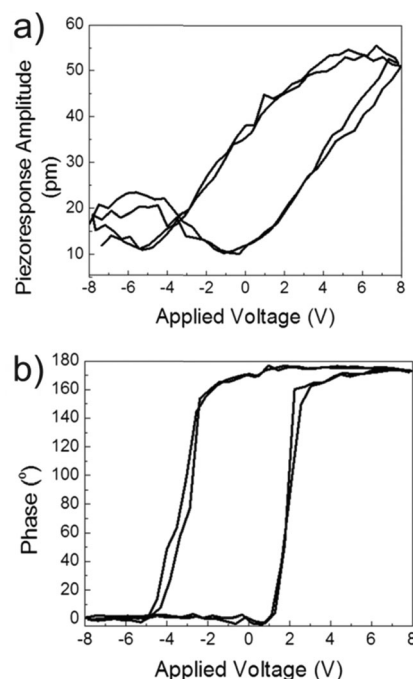 a)
60
50
40
30
20
10
Piezoresponse Amplitude
(pm)
-8 -6 -4 -2 0 2 4 6 8
Applied Voltage (V)
b)
180
160
140
120
100
80
60
40
20
0
Phase (°)
-8 -6 -4 -2 0 2 4 6 8
Applied Voltage (V)